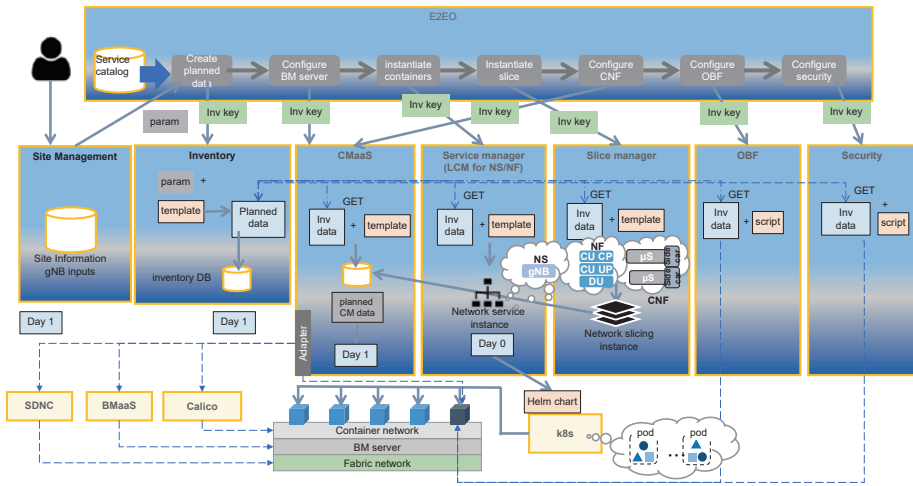 E2EO
Service
catalog
Create
planned
data
Configure
BM server
instantiate
containers
Instantiate
slice
Configure
CNF
Configure
OBF
Configure
security
param
Inv key
Inv key
Inv key
Inv key
Inv key
Inv key
Inv key
Site Management
Site Information
gNB inputs
Inventory
param +
template
Planned
data
inventory DB
CMaaS
GET
Inv
data
+
template
planned
CM data
Day 1
Service manager
(LCM for NS/NF)
GET
Inv
data
+
template
NS
gNB
Network service
instance
Day 0
Slice manager
GET
Inv
data
+
template
NF
CU CP
CU UP
DU
µS
Side
car
µS
Side
car
CNF
Network slicing
instance
OBF
GET
Inv
data
+ script
Security
GET
Inv
data
+
script
Day 1
Day 1
Adapter
SDNC
BMaaS
Calico
Container network
BM server
Fabric network
Helm chart
k8s
pod
pod
...